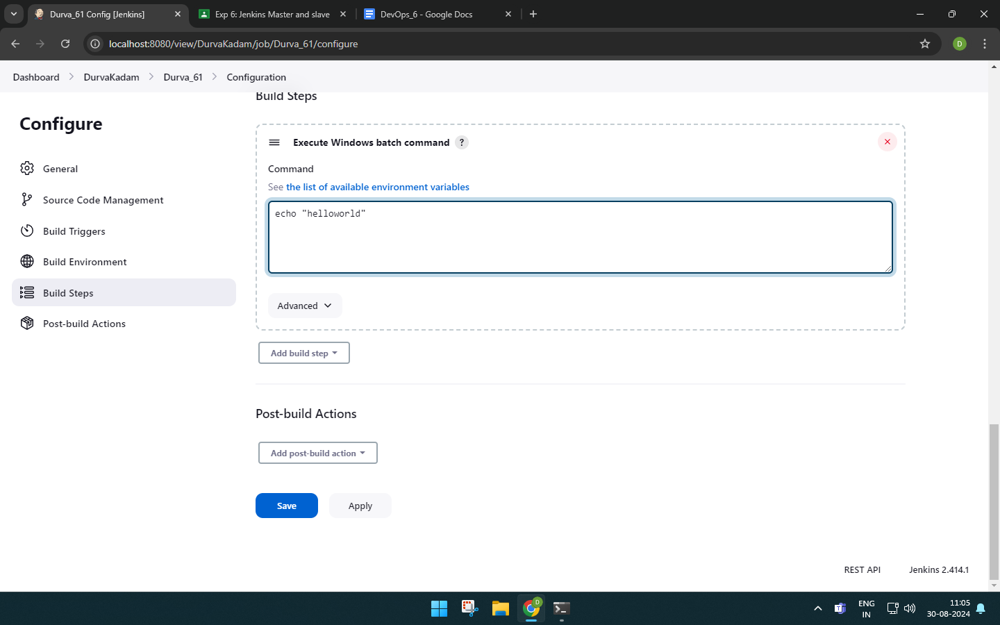 Durva_61 Config [Jenkins]
Exp 6: Jenkins Master and slave
DevOps_6 - Google Docs
localhost:8080/view/DurvaKadam/job/Durva_61/configure
D
Dashboard
DurvaKadam
Durva_61
Configuration
Build Steps
Configure
General
Source Code Management
Build Triggers
Build Environment
Build Steps
Post-build Actions
Execute Windows batch command ?
Command
See the list of available environment variables
echo "helloworld"
Advanced
Add build step
Post-build Actions
Add post-build action
Save
Apply
REST API
Jenkins 2.414.1
D
ENG
IN
11:05
30-08-2024